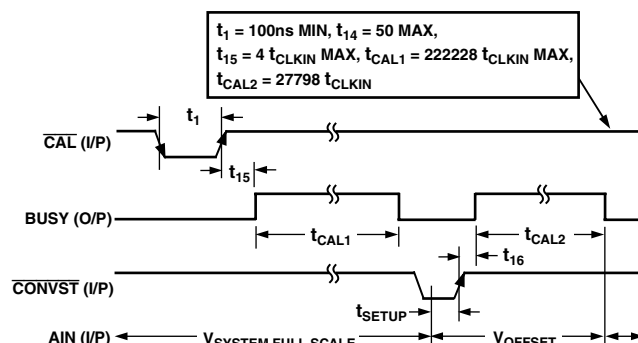 t1 = 100ns MIN, t14 = 50 MAX,
t15 = 4 tCLKIN MAX, tCAL1 = 222228 tCLKIN MAX,
tCAL2 = 27798 tCLKIN
t1
CAL (I/P)
t15
BUSY (O/P)
tCAL1
tCAL2
t16
CONVST (I/P)
tSETUP
AIN (I/P)
VSYSTEM FULL SCALE
VOFFSET